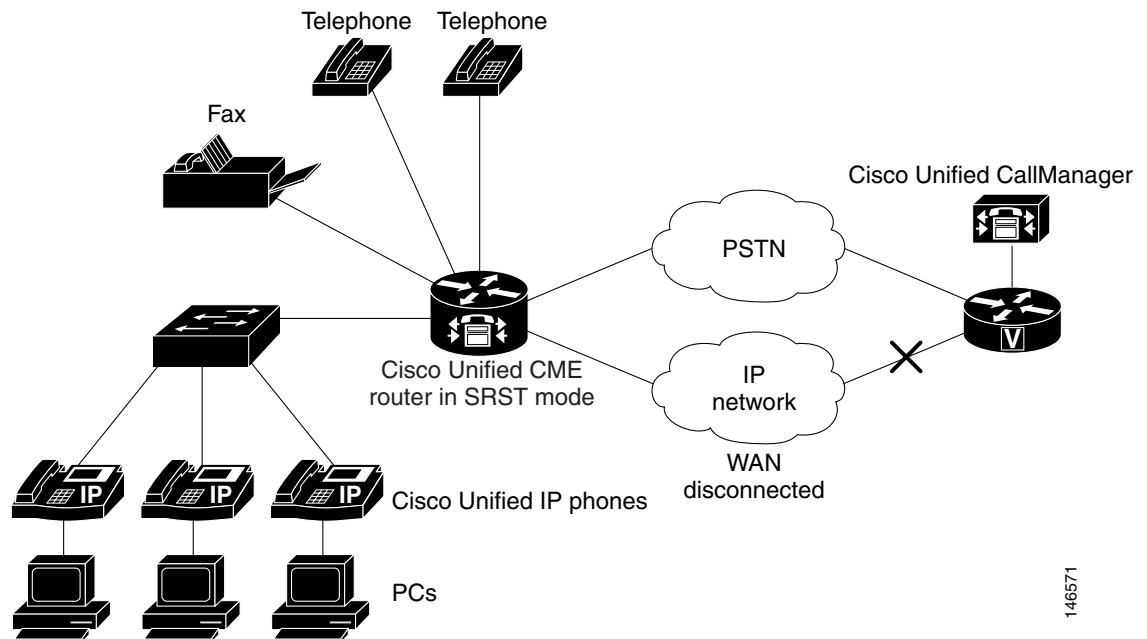 Telephone Telephone
Fax
Cisco Unified CallManager
PSTN
V
Cisco Unified CME
router in SRST mode
IP
network
WAN
disconnected
IP IP IP
Cisco Unified IP phones
PCs
146571